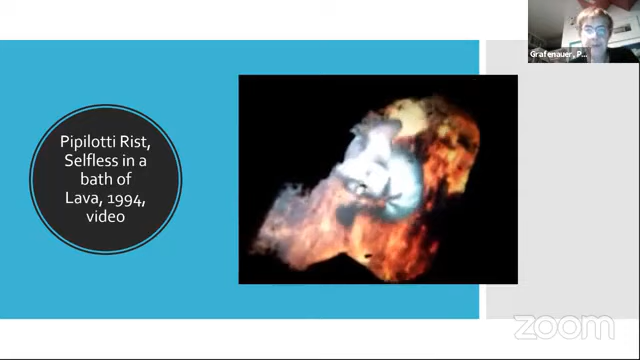 Grafenauer, P...
Pipilotti Rist,
Selfless in a
bath of
Lava, 1994,
video
zoom